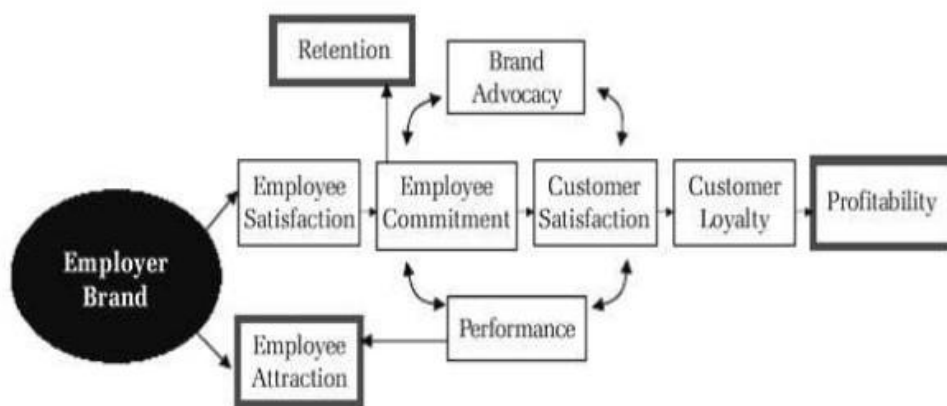 Retention
Brand
Advocacy
Employee
Satisfaction
Employee
Commitment
Customer
Satisfaction
Customer
Loyalty
Profitability
Employer
Brand
Performance
Employee
Attraction